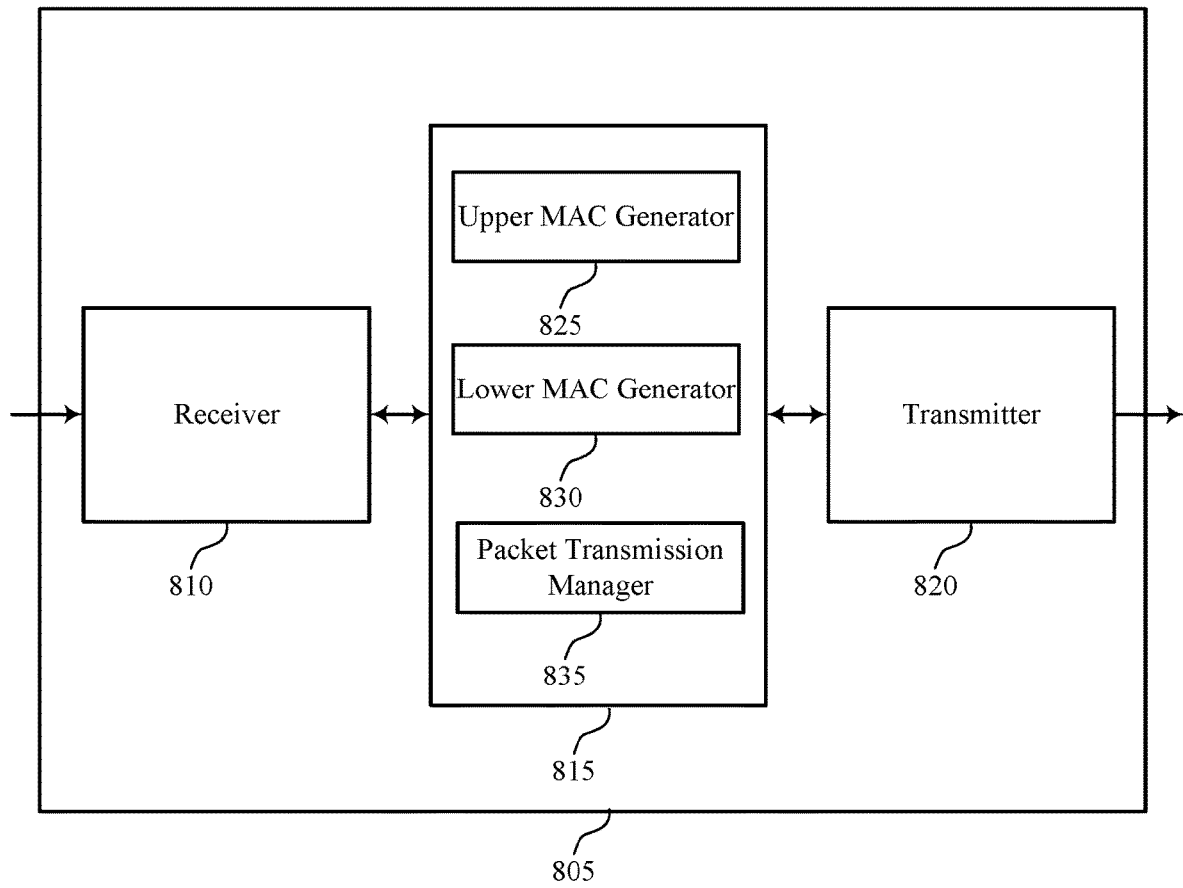 Upper MAC Generator
825
Receiver
810
Lower MAC Generator
830
Packet Transmission
Manager
835
815
Transmitter
820
805